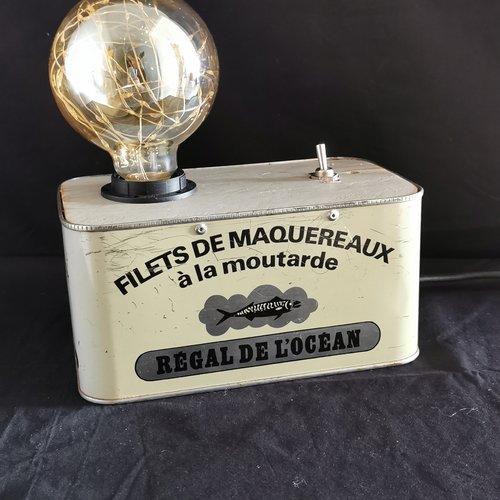 FILETS DE MAQUEREAUX
à la moutarde
RÉGAL DE L'OCÉAN